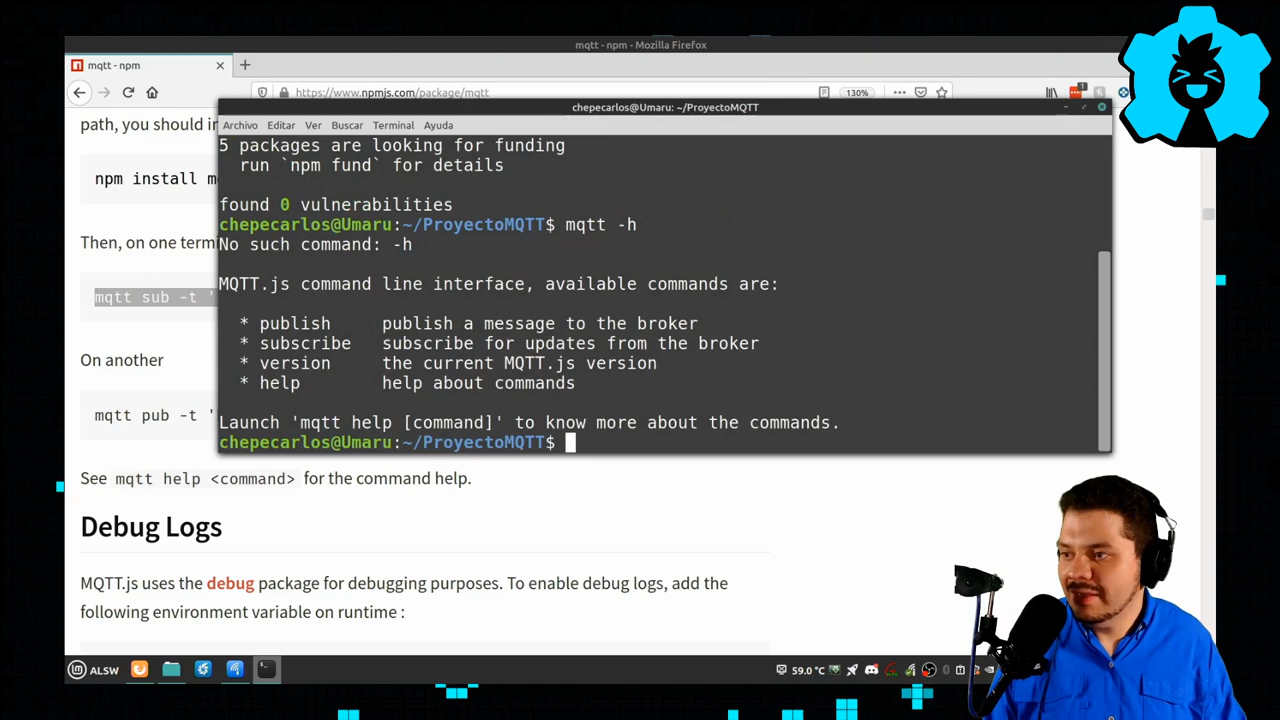 mqtt - npm - Mozilla Firefox
mqtt - npm
https://www.npmjs.com/package/mqtt
130%
path, you should in
npm install m
Then, on one term
mqtt sub -t '
On another
mqtt pub -t '
chepecarlos@Umaru: ~/ProyectoMQTT
Archivo Editar Ver Buscar Terminal Ayuda
5 packages are looking for funding
run `npm fund` for details
found 0 vulnerabilities
chepecarlos@Umaru:~/ProyectoMQTT$ mqtt -h
No such command: -h
MQTT.js command line interface, available commands are:
* publish publish a message to the broker
* subscribe subscribe for updates from the broker
* version the current MQTT.js version
* help help about commands
Launch 'mqtt help [command]' to know more about the commands.
chepecarlos@Umaru:~/ProyectoMQTT$
See mqtt help <command> for the command help.
Debug Logs
MQTT.js uses the debug package for debugging purposes. To enable debug logs, add the
following environment variable on runtime :
ALSW
59.0 °C